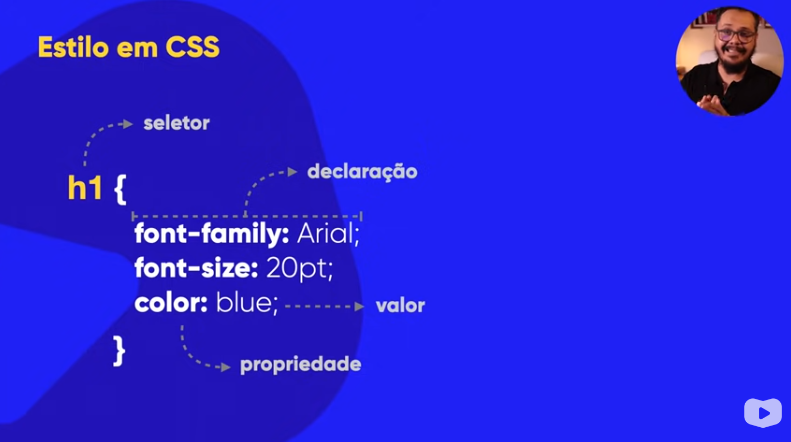 Estilo em CSS
seletor
declaração
h1 {
font-family: Arial;
font-size: 20pt;
color: blue;
valor
}
propriedade